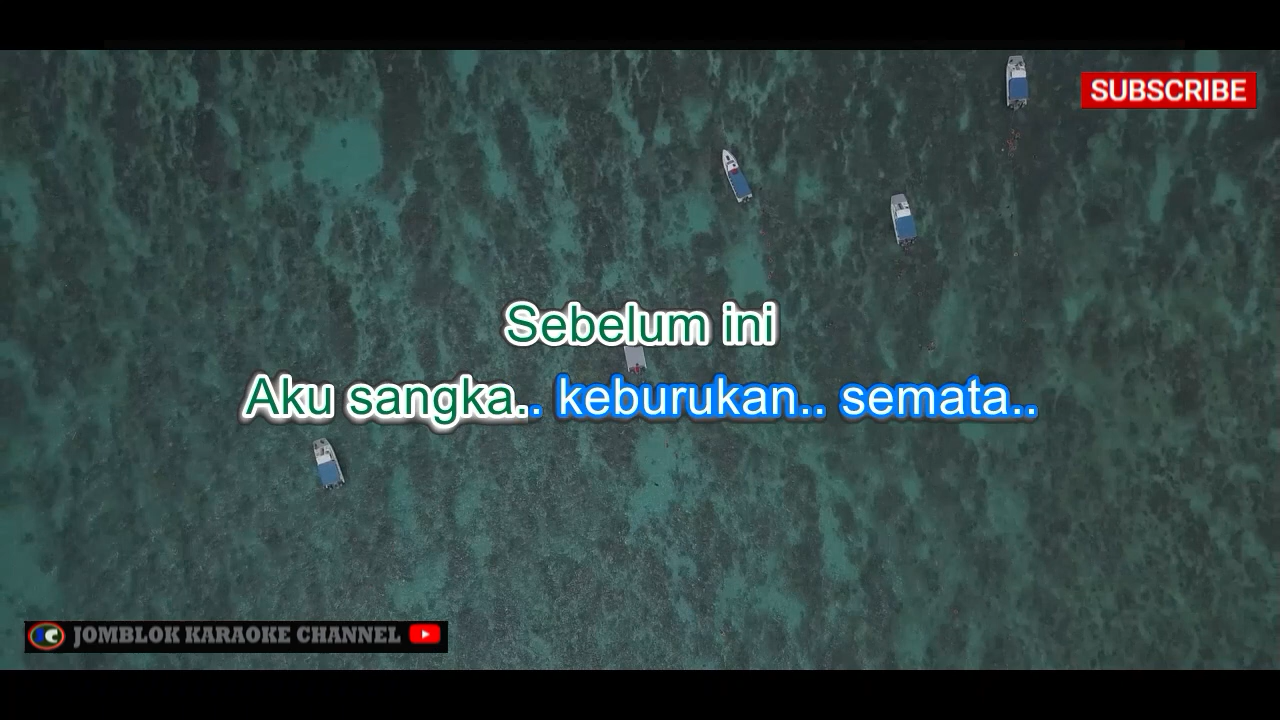 SUBSCRIBE
Sebelum ini
Aku sangka.. keburukan.. semata..
JOMBLOK KARAOKE CHANNEL